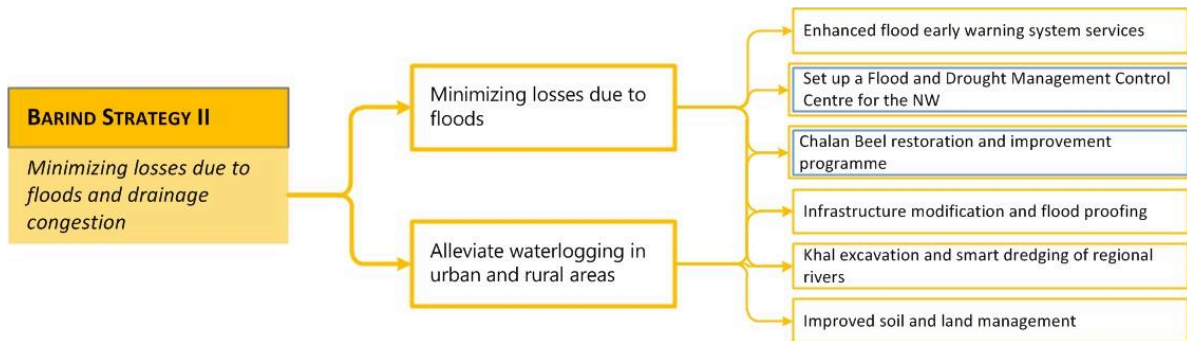 BARIND STRATEGY II
Minimizing losses due to
floods and drainage
congestion
Minimizing losses due to
floods
Alleviate waterlogging in
urban and rural areas
Enhanced flood early warning system services
Set up a Flood and Drought Management Control
Centre for the NW
Chalan Beel restoration and improvement
programme
Infrastructure modification and flood proofing
Khal excavation and smart dredging of regional
rivers
Improved soil and land management